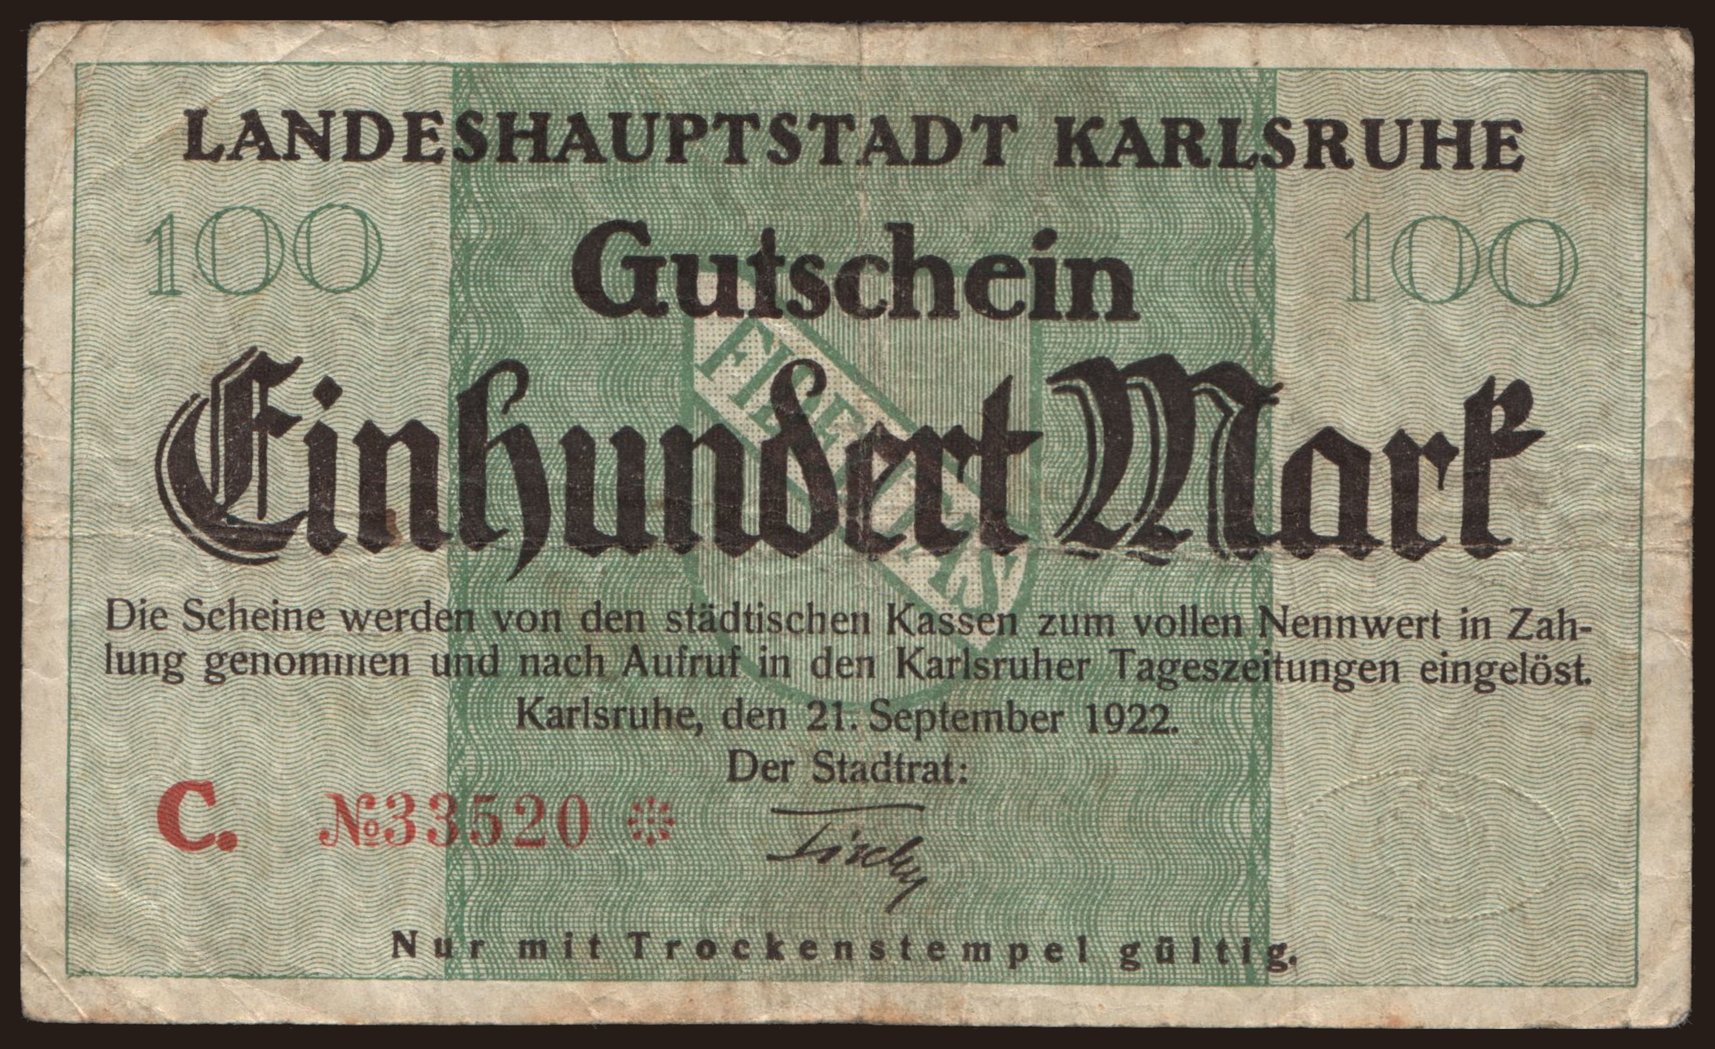 LANDESHAUPTSTADT KARLSRUHE
100 Gutschein 100
FIDELITAS
Einhundert Mark
Die Scheine werden von den städtischen Kassen zum vollen Nennwert in Zah-
lung genommen und nach Aufruf in den Karlsruher Tageszeitungen eingelöst.
Karlsruhe, den 21. September 1922.
Der Stadtrat:
C. №33520
Nur mit Trockenstempel gültig.